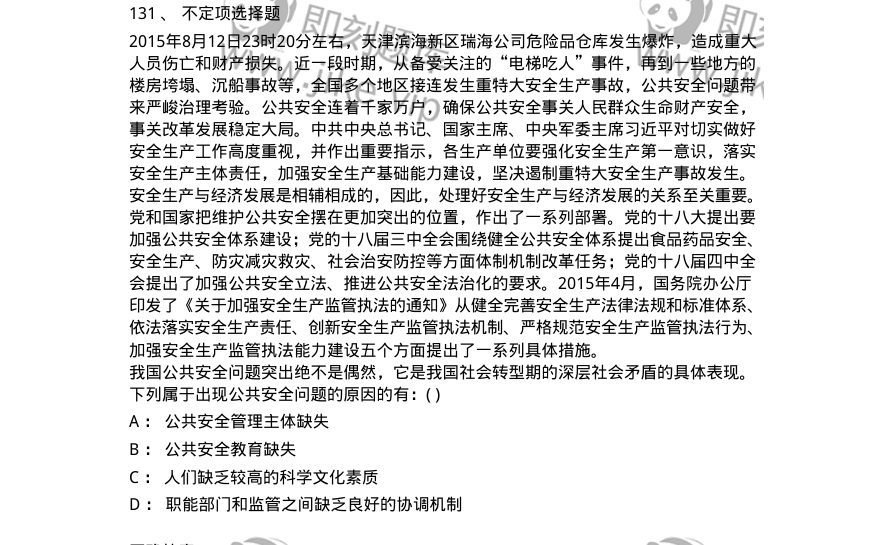 131 、 不定项选择题
2015年8月12日23时20分左右，天津滨海新区瑞海公司危险品仓库发生爆炸，造成重大
人员伤亡和财产损失。近一段时期，从备受关注的“电梯吃人”事件，再到一些地方的
楼房垮塌、沉船事故等，全国多个地区接连发生重特大安全生产事故，公共安全问题带
来严峻治理考验。公共安全连着千家万户，确保公共安全事关人民群众生命财产安全，
事关改革发展稳定大局。中共中央总书记、国家主席、中央军委主席习近平对切实做好
安全生产工作高度重视，并作出重要指示，各生产单位要强化安全生产第一意识，落实
安全生产主体责任，加强安全生产基础能力建设，坚决遏制重特大安全生产事故发生。
安全生产与经济发展是相辅相成的，因此，处理好安全生产与经济发展的关系至关重要。
党和国家把维护公共安全摆在更加突出的位置，作出了一系列部署。党的十八大提出要
加强公共安全体系建设；党的十八届三中全会围绕健全公共安全体系提出食品药品安全、
安全生产、防灾减灾救灾、社会治安防控等方面体制机制改革任务；党的十八届四中全
会提出了加强公共安全立法、推进公共安全法治化的要求。2015年4月，国务院办公厅
印发了《关于加强安全生产监管执法的通知》从健全完善安全生产法律法规和标准体系、
依法落实安全生产责任、创新安全生产监管执法机制、严格规范安全生产监管执法行为、
加强安全生产监管执法能力建设五个方面提出了一系列具体措施。
我国公共安全问题突出绝不是偶然，它是我国社会转型期的深层社会矛盾的具体表现。
下列属于出现公共安全问题的原因的有：( )
A ： 公共安全管理主体缺失
B ： 公共安全教育缺失
C ： 人们缺乏较高的科学文化素质
D ： 职能部门和监管之间缺乏良好的协调机制